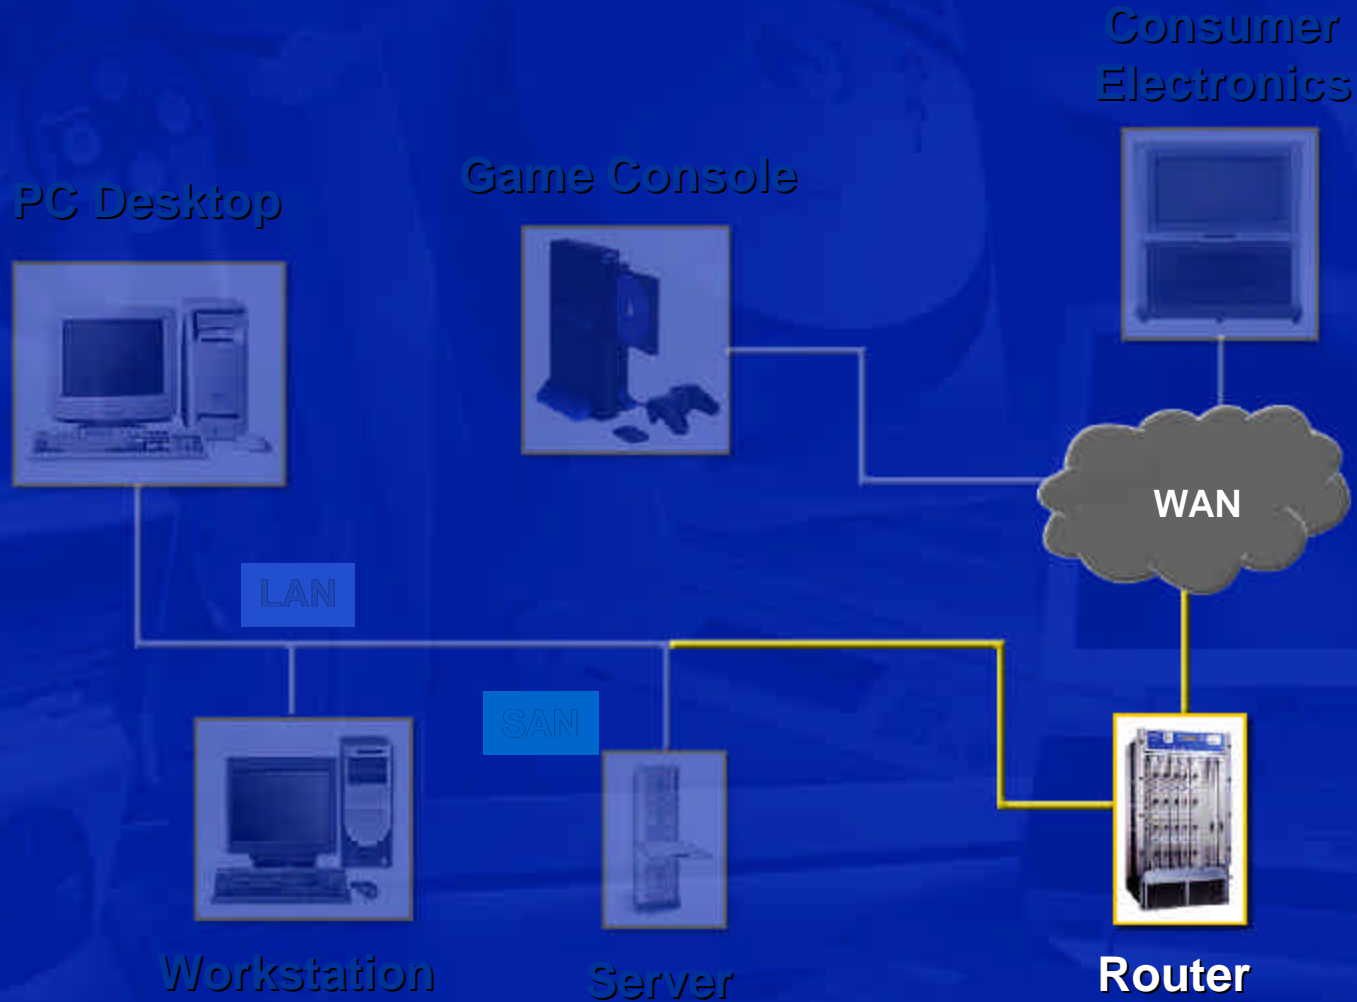 Consumer
Electronics
Game Console
PC Desktop
WAN
LAN
SAN
Workstation
Server
Router